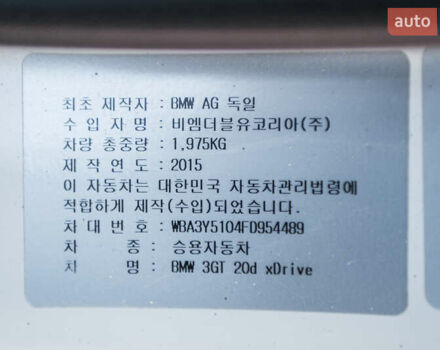 auto
최초 제작자 : BMW AG 독일
수 입 자 명 : 비엠더블유코리아(주)
차량 총중량 : 1,975KG
제 작 연 도 : 2015
이 자동차는 대한민국 자동차관리법령에
적합하게 제작(수입)되었습니다.
차 대 번 호 : WBA3Y5104FD954489
차 종 : 승용자동차
차 명 : BMW 3GT 20d xDrive